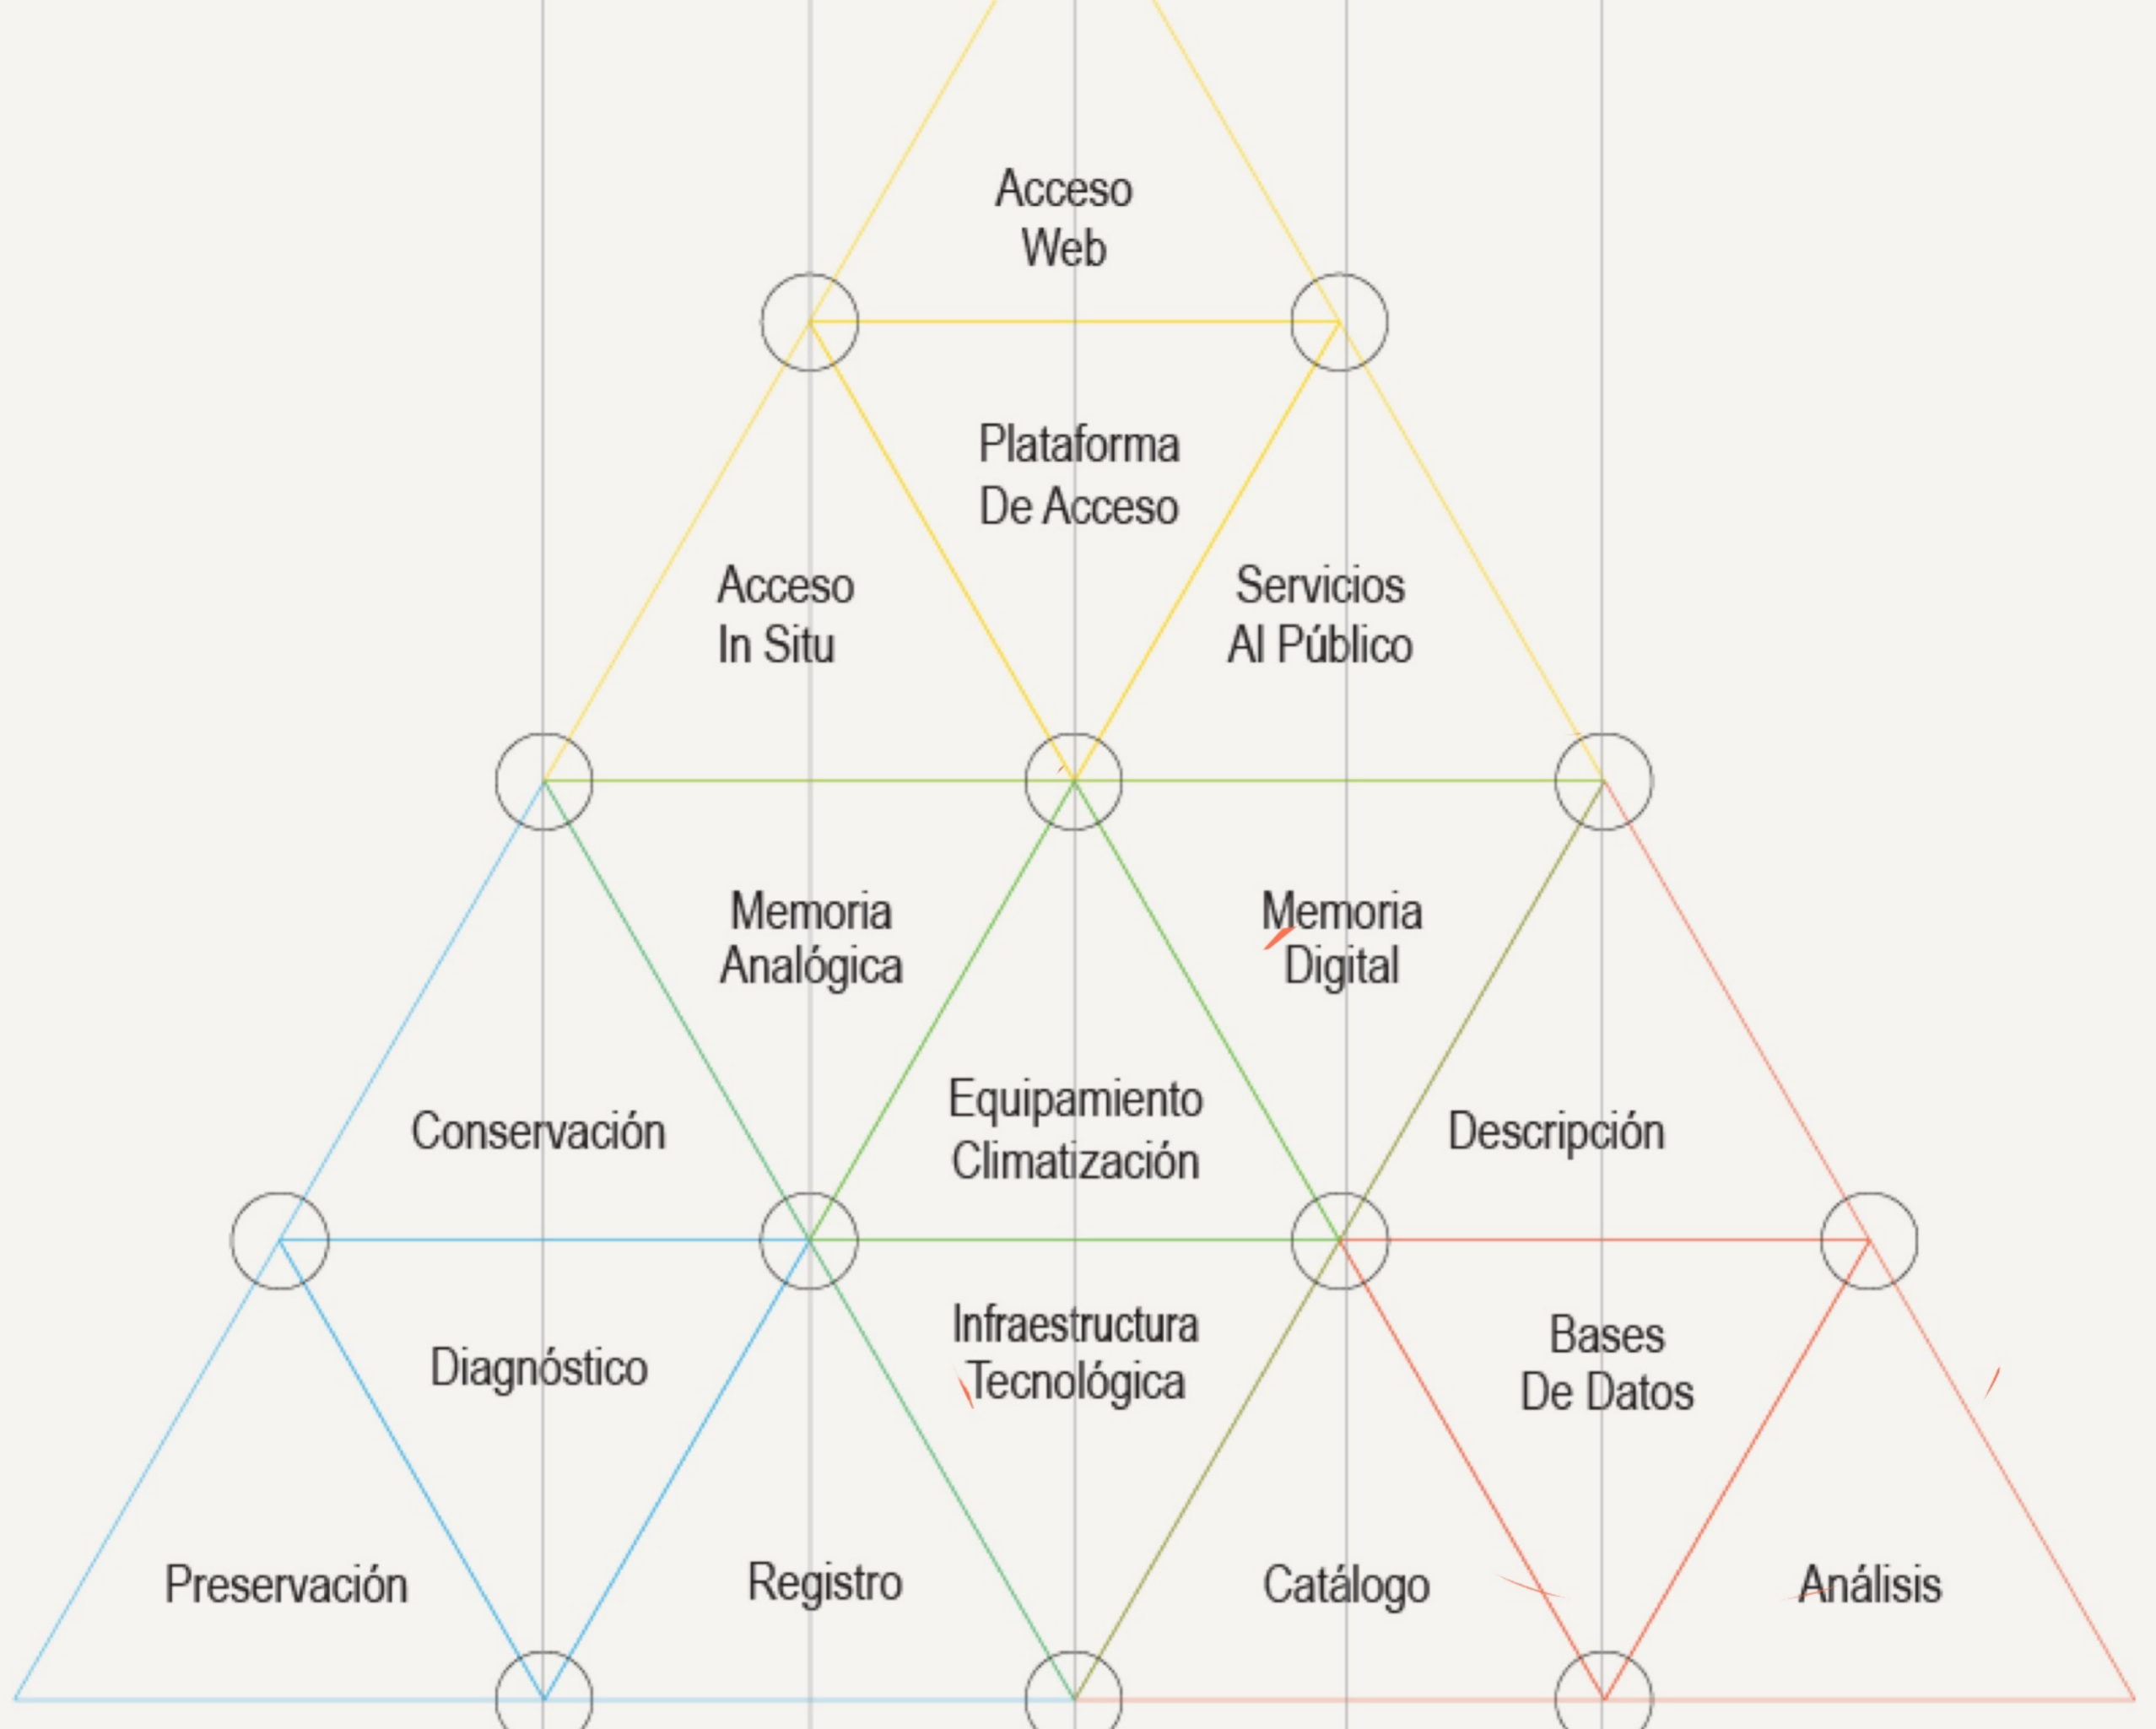 Acceso
Web
Plataforma
De Acceso
Acceso
In Situ
Servicios
Al Público
Memoria
Analógica
Memoria
Digital
Conservación
Equipamiento
Climatización
Descripción
Diagnóstico
Infraestructura
Tecnológica
Bases
De Datos
Preservación
Registro
Catálogo
Análisis